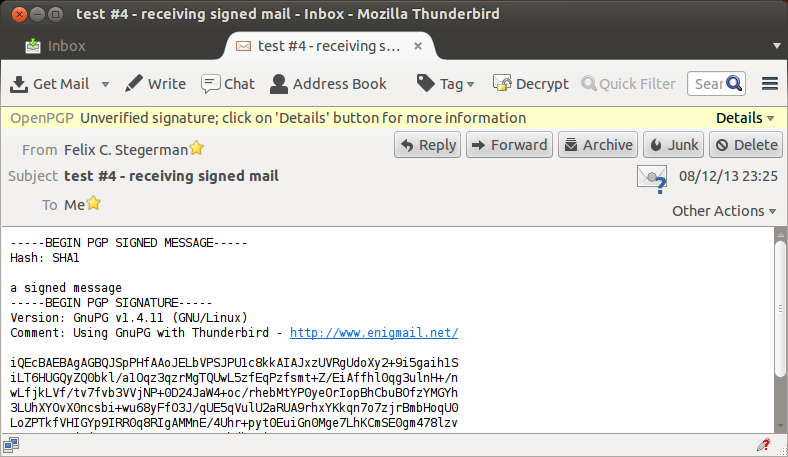 test #4 - receiving signed mail - Inbox - Mozilla Thunderbird
Inbox
test #4 - receiving s...
Get Mail Write Chat Address Book Tag Decrypt Quick Filter Sear
OpenPGP Unverified signature; click on 'Details' button for more information Details
From Felix C. Stegerman Reply Forward Archive Junk Delete
Subject test #4 - receiving signed mail 08/12/13 23:25
To Me
Other Actions
-----BEGIN PGP SIGNED MESSAGE-----
Hash: SHA1
a signed message
-----BEGIN PGP SIGNATURE-----
Version: GnuPG v1.4.11 (GNU/Linux)
Comment: Using GnuPG with Thunderbird - http://www.enigmail.net/
iQEcBAEBAgAGBQJSpPHfAAoJELbVPSJPU1c8kkAIAJxzUVRgUdoXy2+9i5gaih1S
iLT6HUGQyZQ0bkl/a1Oqz3qzrMgTQUwL5zfEqPzfsmt+Z/EiAffhl0qg3ulnH+/n
wLfjkLVf/tv7fvb3VVjNP+0D24JaW4+oc/rhebMtYP0yeOrIopBhCbuBOfzYMGYh
3LUhXYOvX0ncsbi+wu68yFf03J/qUE5qVulU2aRUA9rhxYKkqn7o7zjrBmbHoqU0
LoZPTkfVHIGYp9IRR0q8RIgAMMnE/4Uhr+pyt0EuiGn0Mge7LhKCmSE0gm478lzv